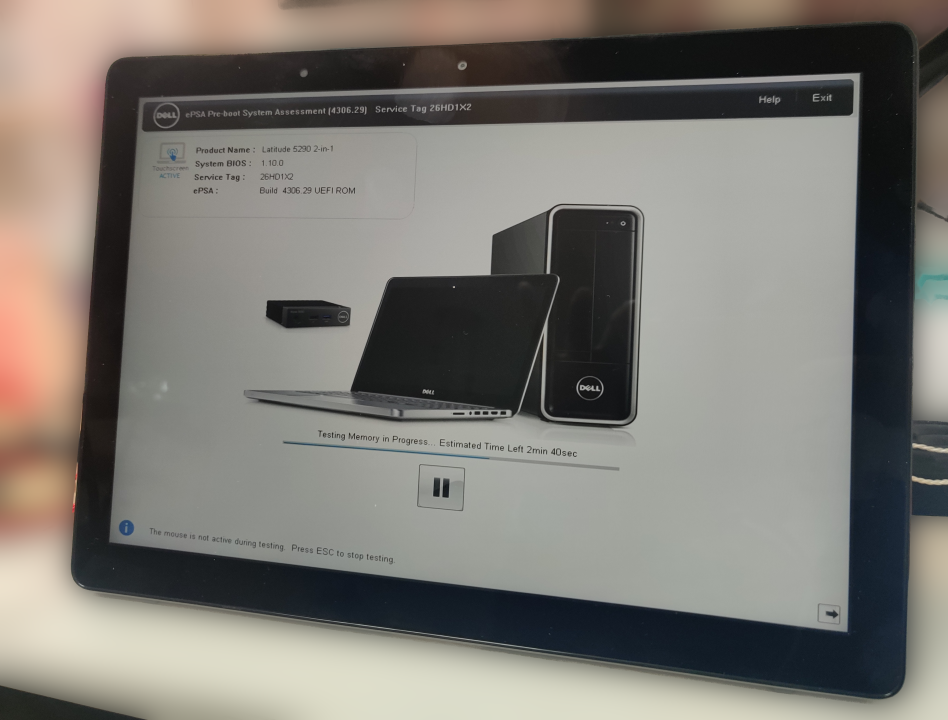 DELL ePSA Pre-boot System Assessment (4306.29) Service Tag 26HD1X2 Help Exit
Touchscreen
ACTIVE
Product Name : Latitude 5290 2-in-1
System BIOS : 1.10.0
Service Tag : 26HD1X2
ePSA : Build 4306.29 UEFI ROM
DELL
DELL
DELL
Testing Memory in Progress... Estimated Time Left 2min 40sec
The mouse is not active during testing. Press ESC to stop testing.